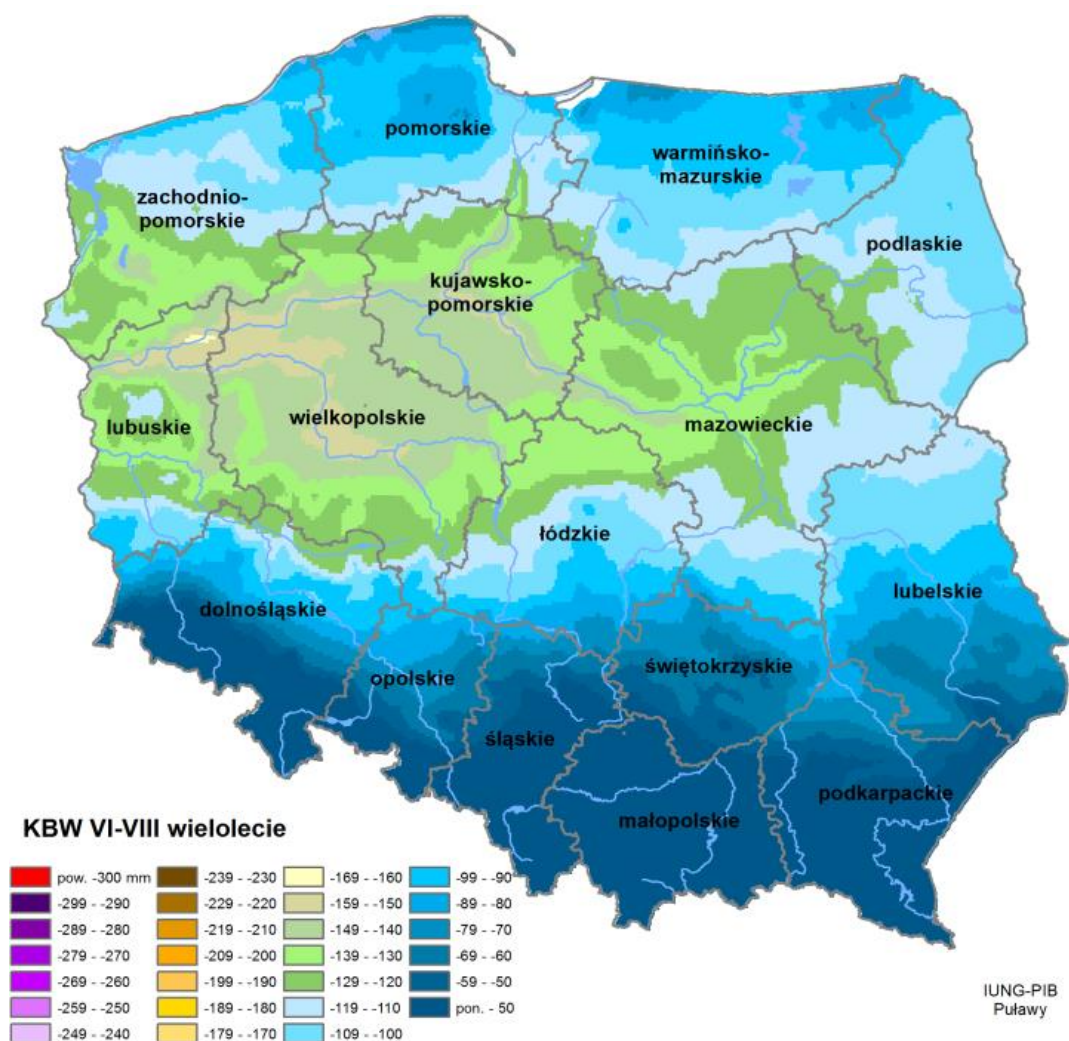 pomorskie
warmińsko-
mazurskie
zachodnio-
pomorskie
podlaskie
kujawsko-
pomorskie
lubuskie
wielkopolskie
mazowieckie
łódzkie
dolnośląskie
lubelskie
opolskie
świętokrzyskie
śląskie
podkarpackie
małopolskie
KBW VI-VIII wielolecie
pow. -300 mm
-299 - -290
-289 - -280
-279 - -270
-269 - -260
-259 - -250
-249 - -240
-239 - -230
-229 - -220
-219 - -210
-209 - -200
-199 - -190
-189 - -180
-179 - -170
-169 - -160
-159 - -150
-149 - -140
-139 - -130
-129 - -120
-119 - -110
-109 - -100
-99 - -90
-89 - -80
-79 - -70
-69 - -60
-59 - -50
pon. - 50
IUNG-PIB
Puławy